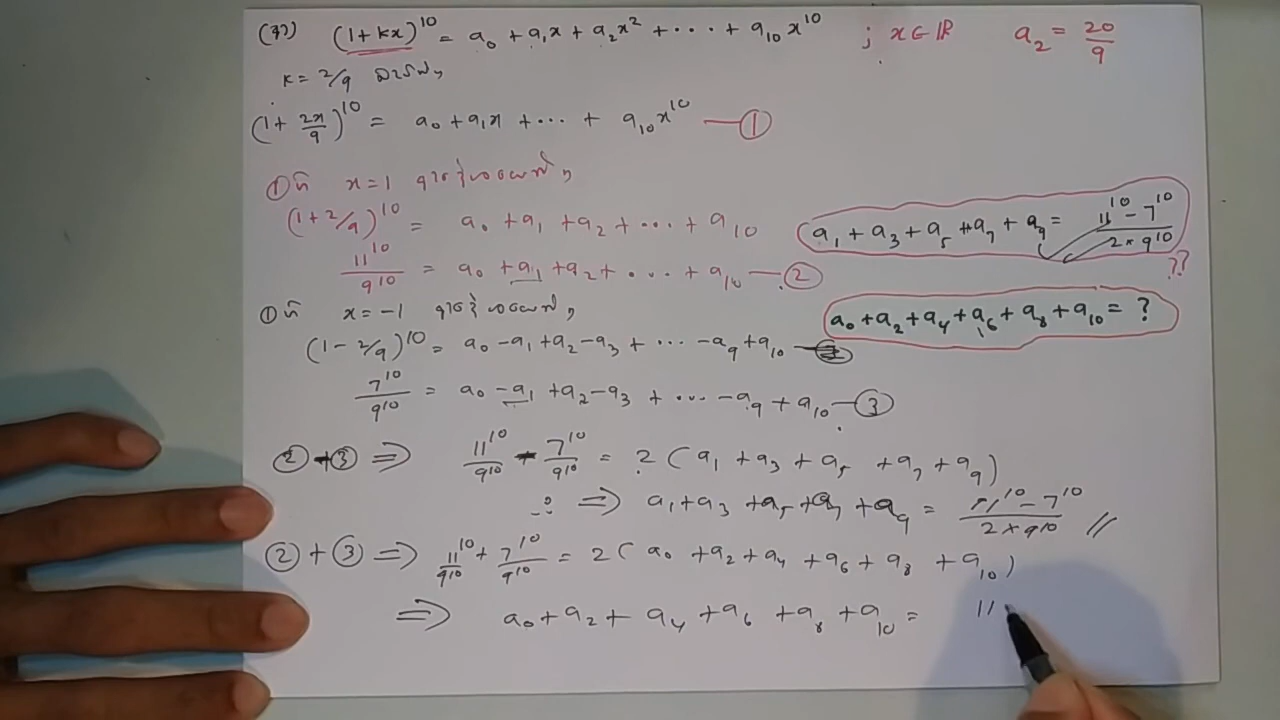 (32) (1 + kx)^10 = a_0 + a_1x + a_2x^2 + ... + a_10 x^10 ; x ∈ ℝ a_2 = 20/9
k = 2/9
(1 + 2x/9)^10 = a_0 + a_1x + ... + a_10 x^10 — ①
① x = 1
(1 + 2/9)^10 = a_0 + a_1 + a_2 + ... + a_10
11^10/9^10 = a_0 + a_1 + a_2 + ... + a_10 — ②
① x = -1
(1 - 2/9)^10 = a_0 - a_1 + a_2 - a_3 + ... - a_9 + a_10
7^10/9^10 = a_0 - a_1 + a_2 - a_3 + ... - a_9 + a_10 — ③
a_1 + a_3 + a_5 + a_7 + a_9 = (11^10 - 7^10)/(2 × 9^10)
??
a_0 + a_2 + a_4 + a_6 + a_8 + a_10 = ?
② - ③ ⇒ 11^10/9^10 - 7^10/9^10 = 2 (a_1 + a_3 + a_5 + a_7 + a_9)
⇒ a_1 + a_3 + a_5 + a_7 + a_9 = (11^10 - 7^10)/(2 × 9^10) //
② + ③ ⇒ 11^10/9^10 + 7^10/9^10 = 2 (a_0 + a_2 + a_4 + a_6 + a_8 + a_10)
⇒ a_0 + a_2 + a_4 + a_6 + a_8 + a_10 = 11